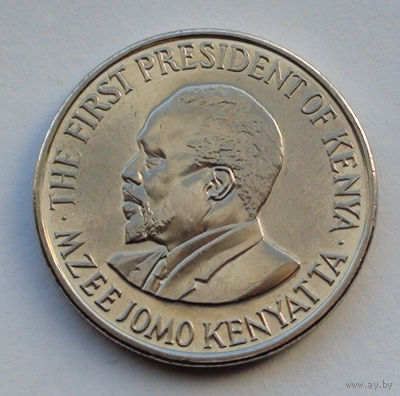 · THE FIRST PRESIDENT OF KENYA ·
MZEE JOMO KENYATTA
www.ay.by